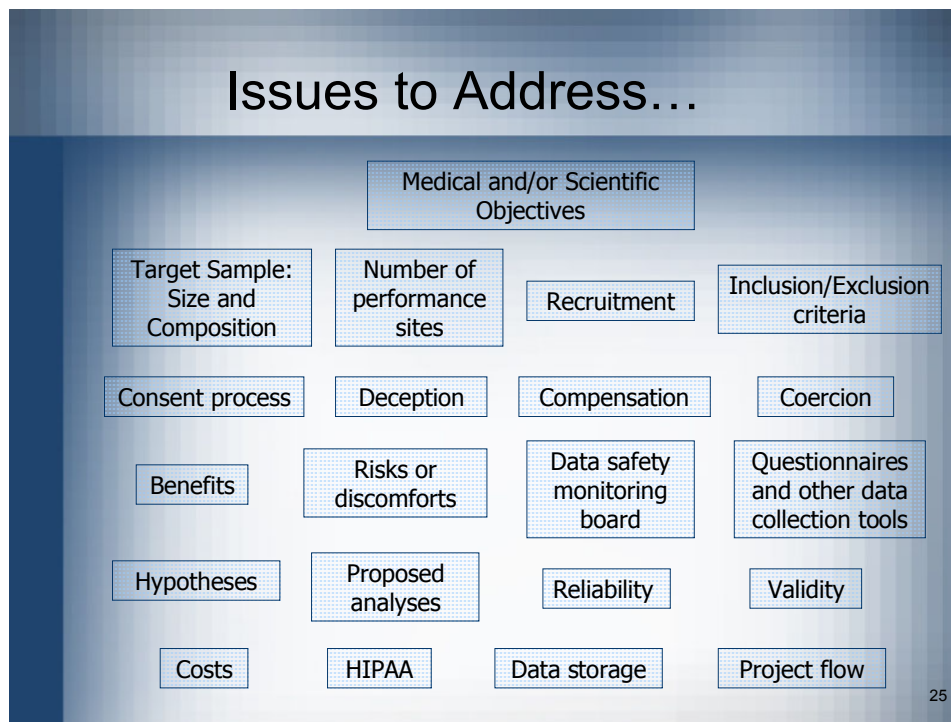 Issues to Address…
Medical and/or Scientific
Objectives
Target Sample:
Size and
Composition
Number of
performance
sites
Recruitment
Inclusion/Exclusion
criteria
Consent process
Deception
Compensation
Coercion
Benefits
Risks or
discomforts
Data safety
monitoring
board
Questionnaires
and other data
collection tools
Hypotheses
Proposed
analyses
Reliability
Validity
Costs
HIPAA
Data storage
Project flow
25